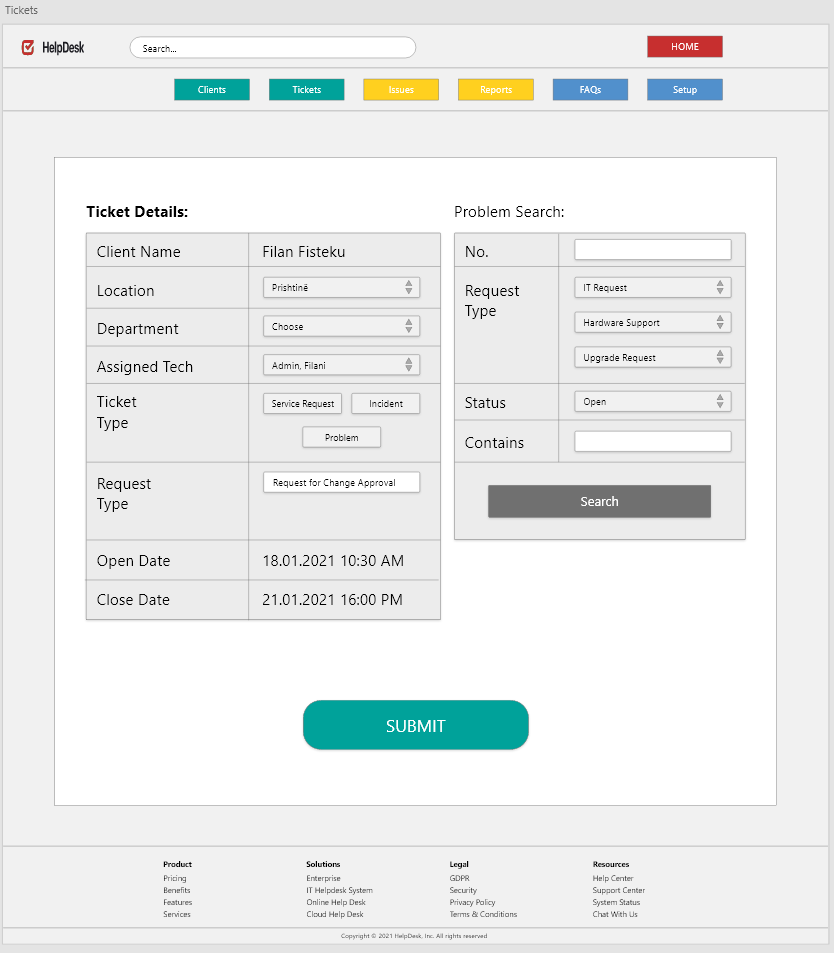 Tickets
HelpDesk
Search...
HOME
Clients
Tickets
Issues
Reports
FAQs
Setup
Ticket Details:
Client Name
Filan Fisteku
Location
Prishtinë
Department
Choose
Assigned Tech
Admin, Filani
Ticket
Type
Service Request
Incident
Problem
Request
Type
Request for Change Approval
Open Date
18.01.2021 10:30 AM
Close Date
21.01.2021 16:00 PM
Problem Search:
No.
Request
Type
IT Request
Hardware Support
Upgrade Request
Status
Open
Contains
Search
SUBMIT
Product
Pricing
Benefits
Features
Services
Solutions
Enterprise
IT Helpdesk System
Online Help Desk
Cloud Help Desk
Legal
GDPR
Security
Privacy Policy
Terms & Conditions
Resources
Help Center
Support Center
System Status
Chat With Us
Copyright © 2021 HelpDesk, Inc. All rights reserved